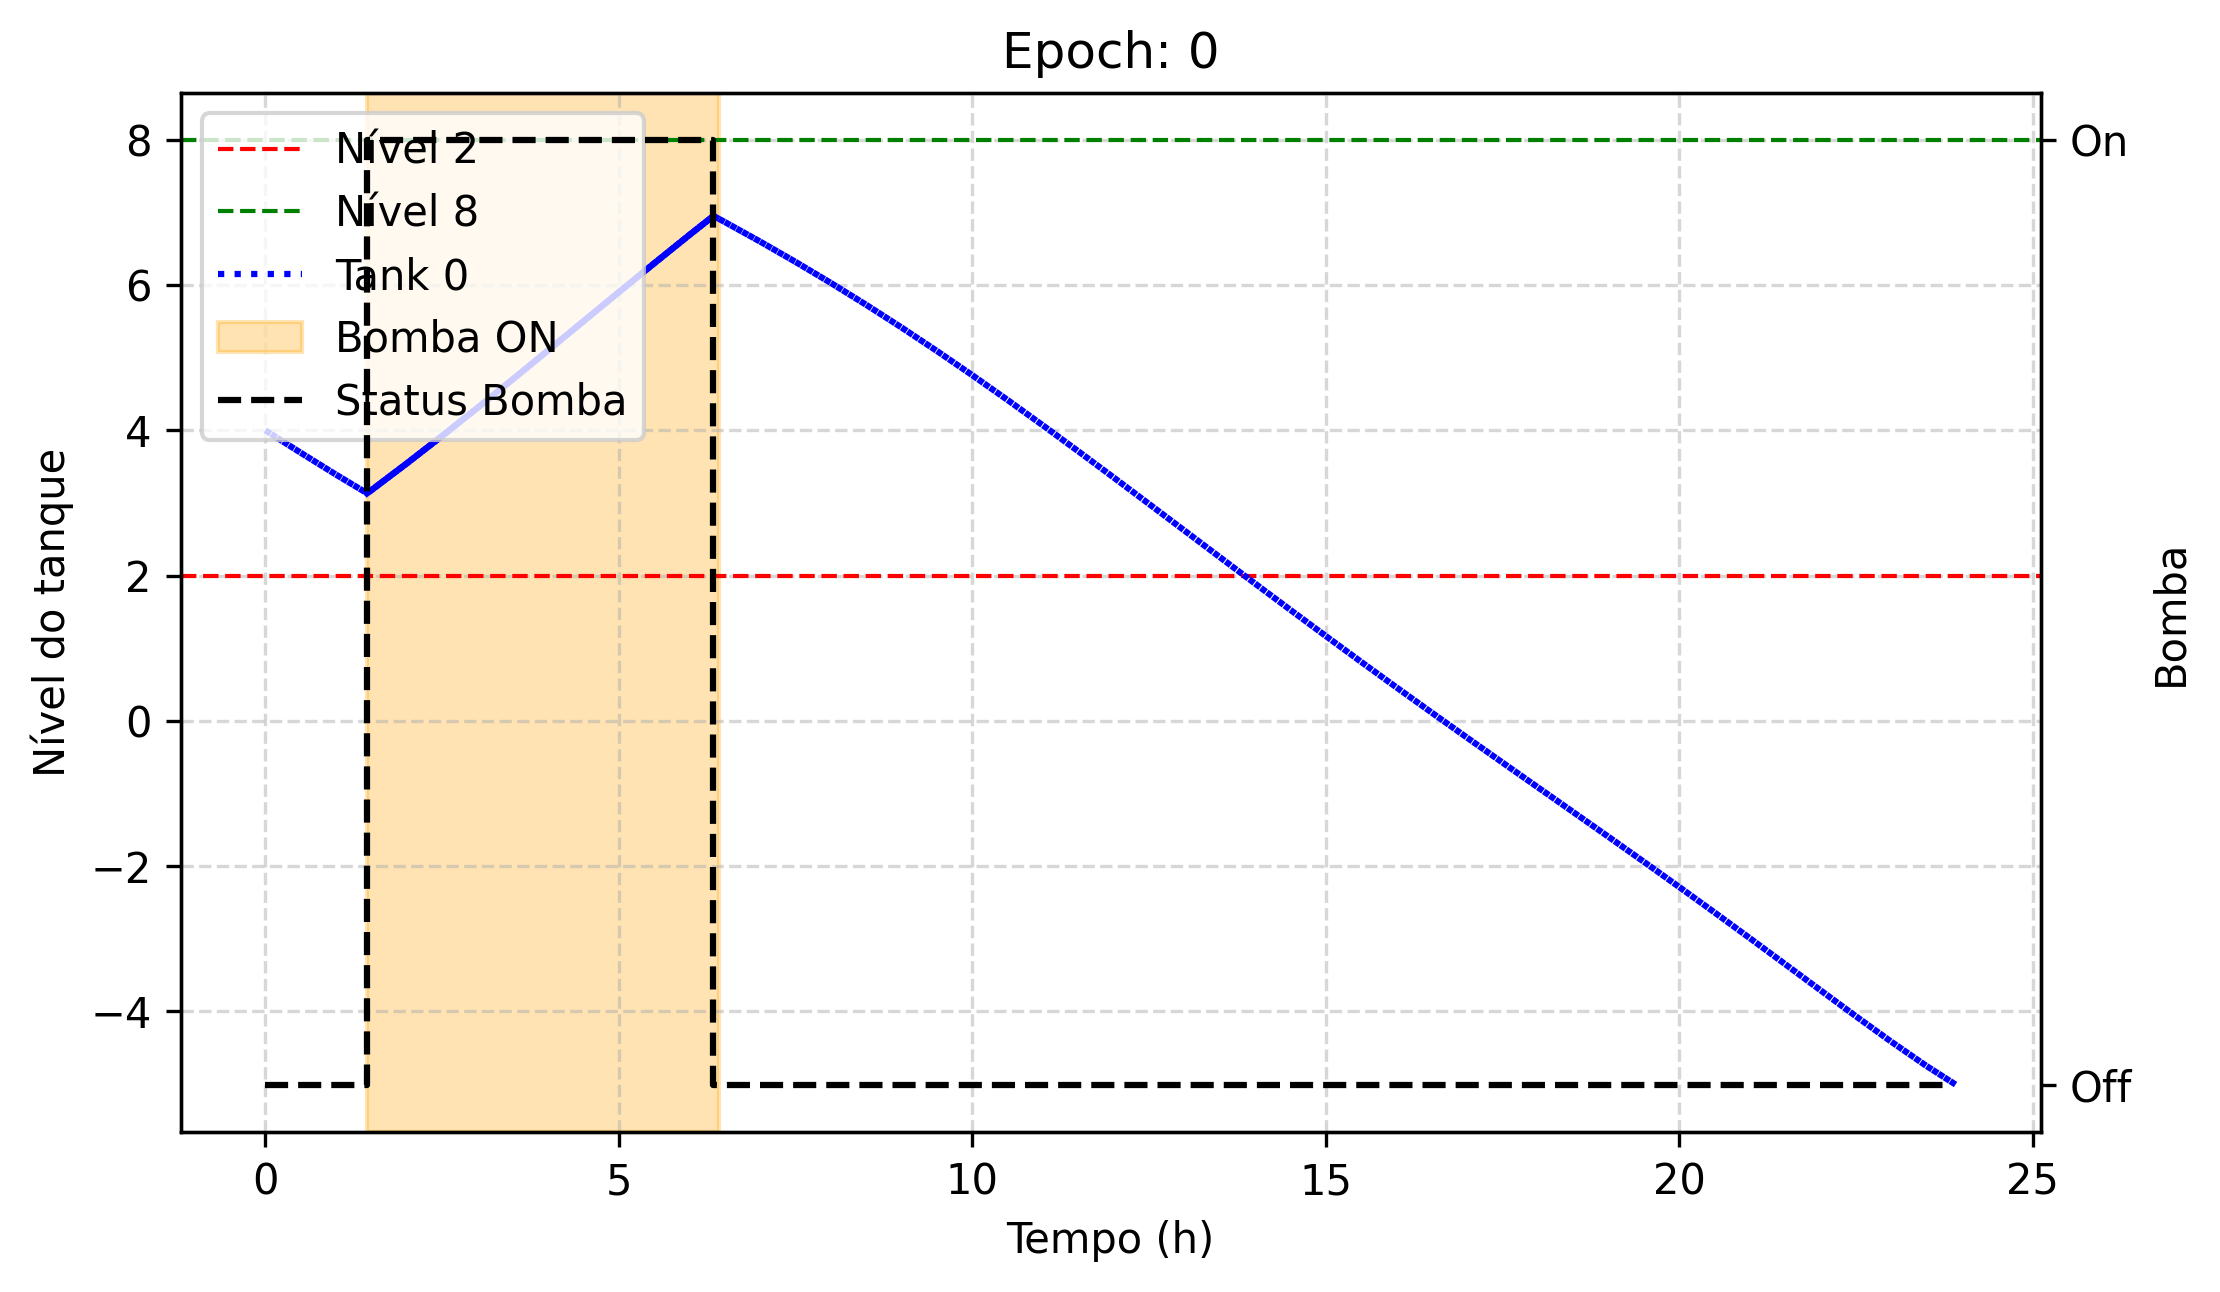 Epoch: 0
Nível 2
Nível 8
Tank 0
Bomba ON
Status Bomba
8
6
4
2
0
−2
−4
Nível do tanque
On
Off
Bomba
0 5 10 15 20 25
Tempo (h)